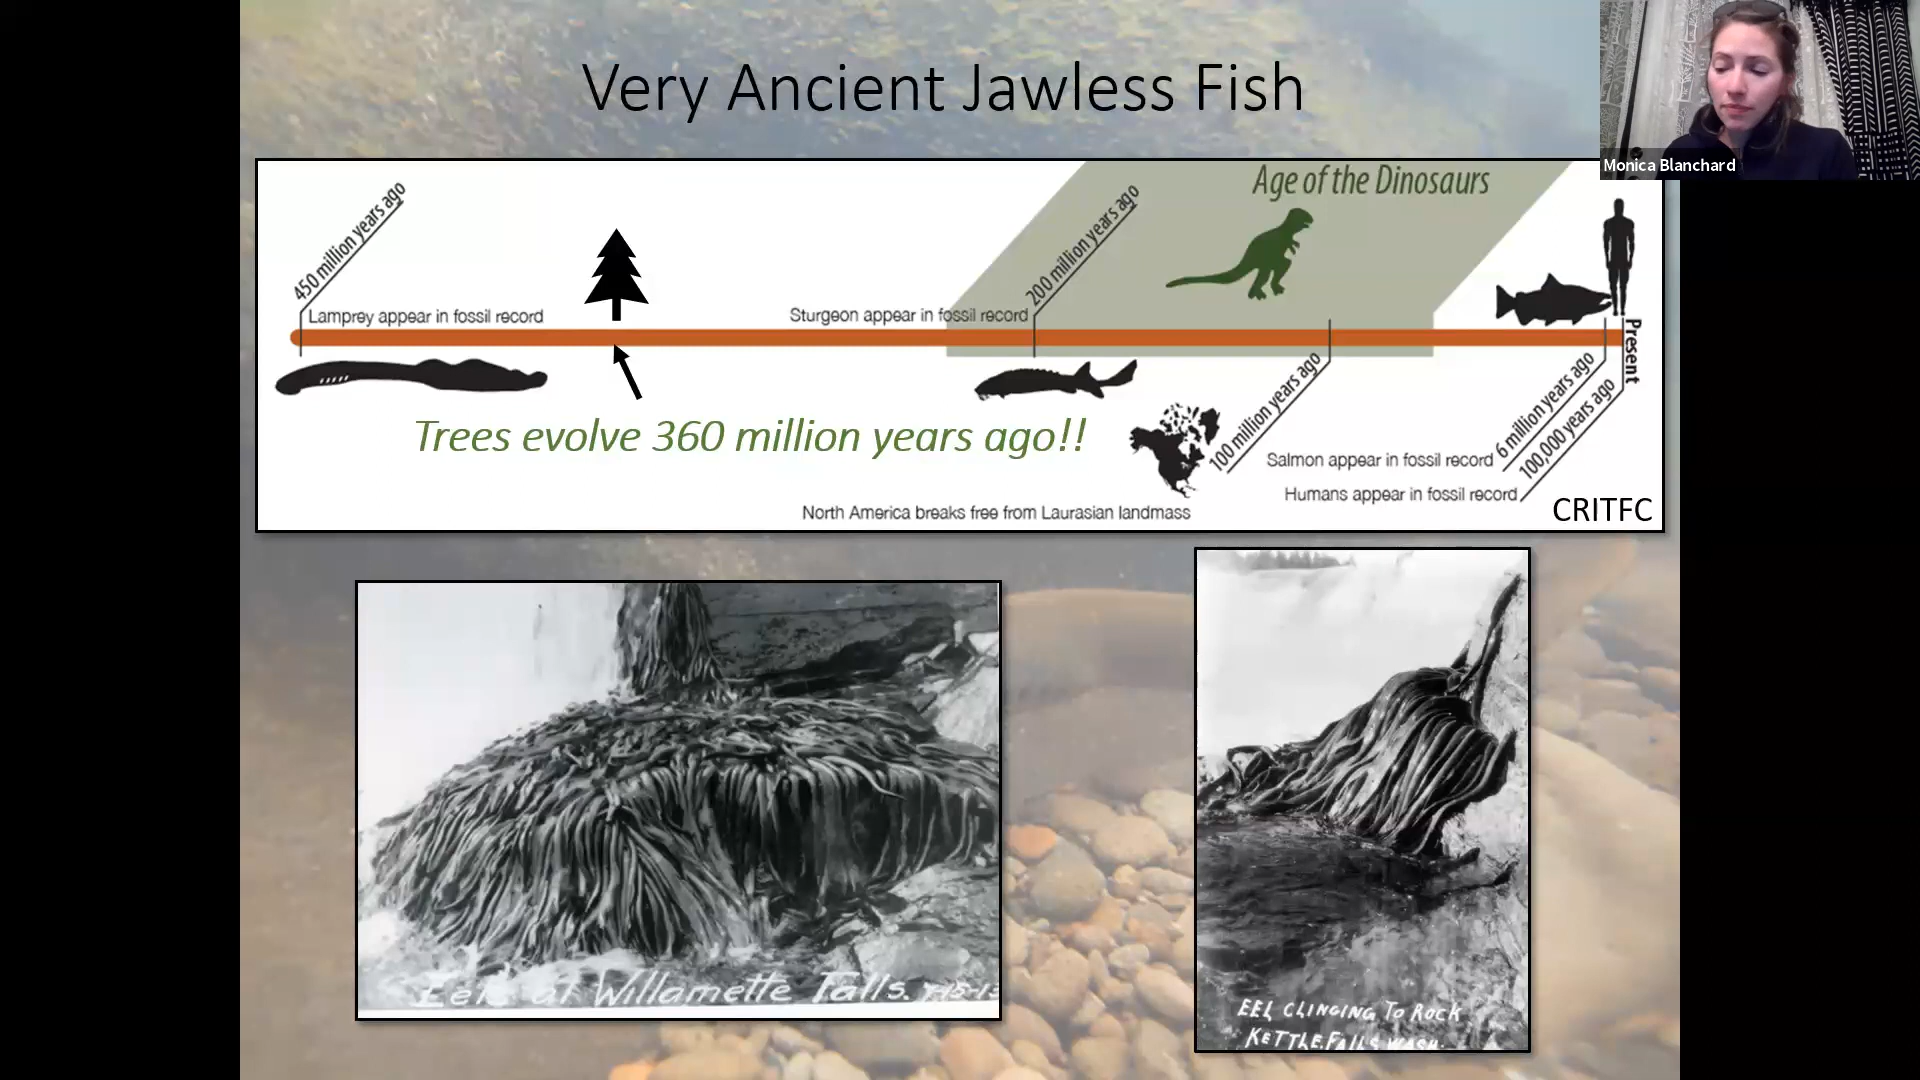 Very Ancient Jawless Fish
Monica Blanchard
Age of the Dinosaurs
450 million years ago
200 million years ago
Lamprey appear in fossil record
Sturgeon appear in fossil record
Present
Trees evolve 360 million years ago!!
100 million years ago
6 million years ago
100,000 years ago
Salmon appear in fossil record
Humans appear in fossil record
North America breaks free from Laurasian landmass
CRITFC
Eels at Willamette Falls.
EEL CLINGING TO ROCK
KETTLE FALLS WASH.